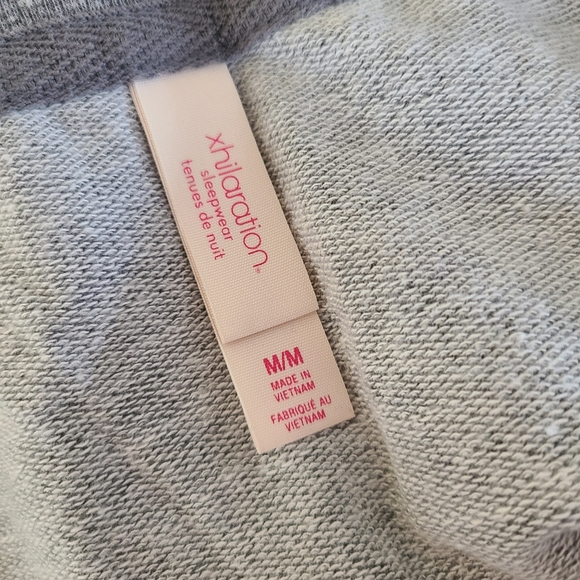 xhilaration®
sleepwear
tenues de nuit
M/M
MADE IN
VIETNAM
FABRIQUÉ AU
VIETNAM